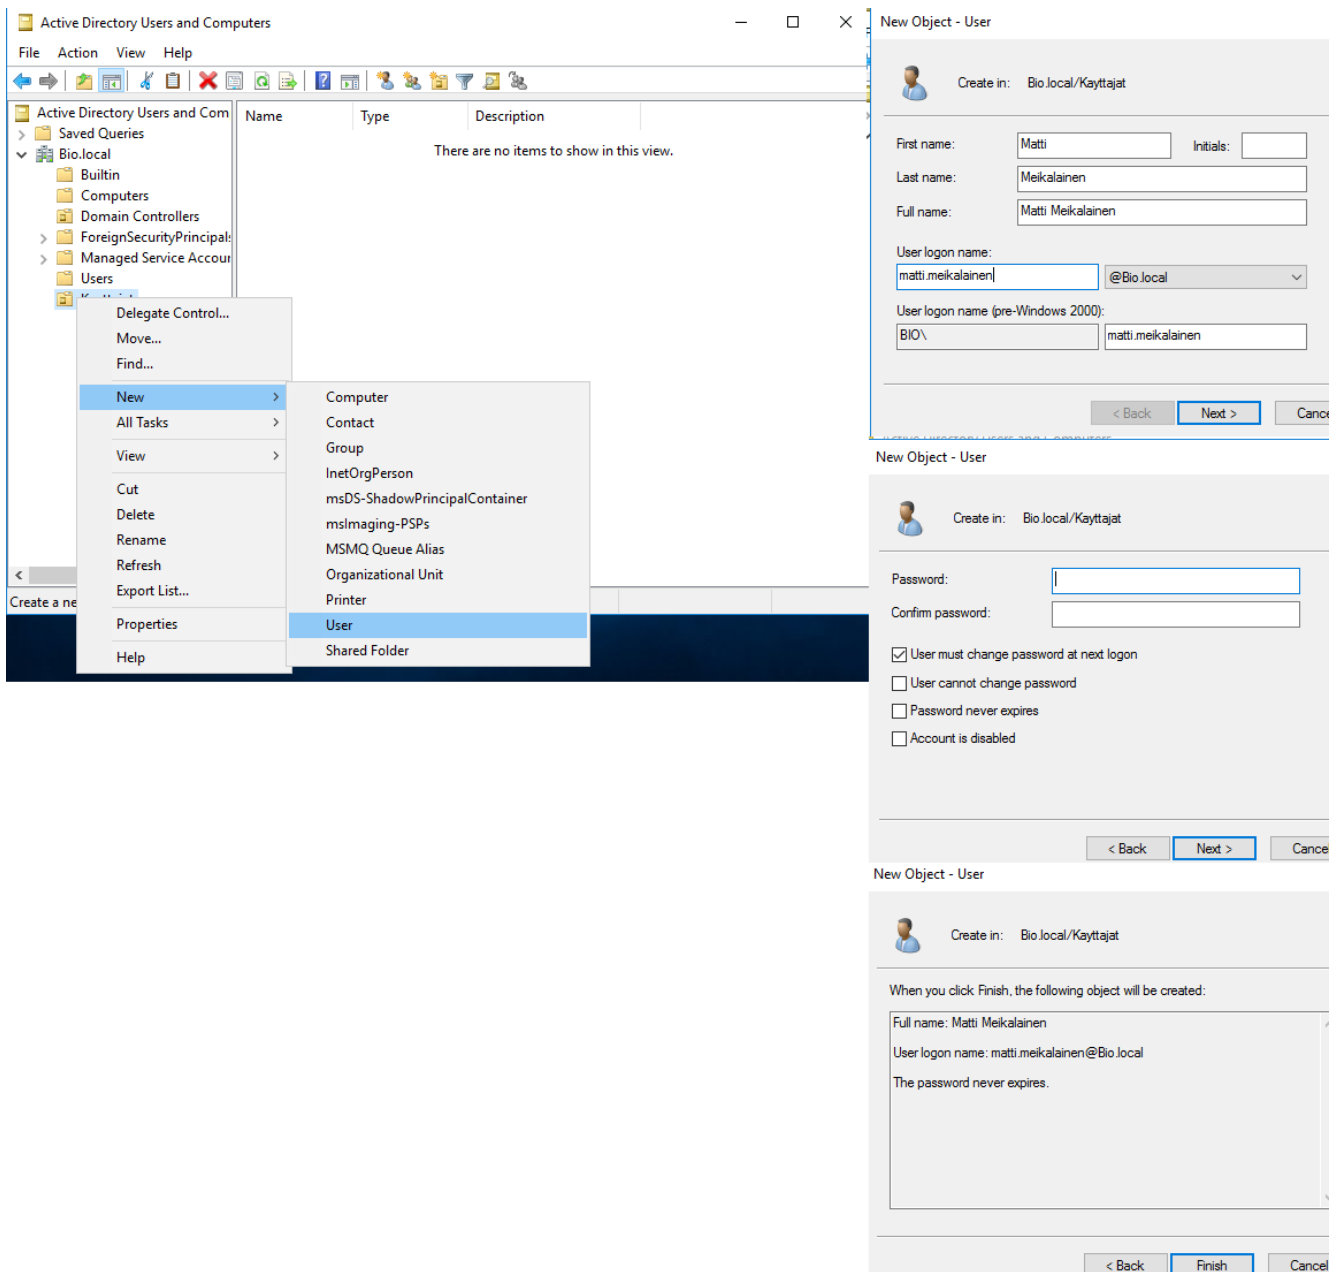 Active Directory Users and Computers
File Action View Help
Active Directory Users and Com
Saved Queries
Bio.local
Builtin
Computers
Domain Controllers
ForeignSecurityPrincipals
Managed Service Accour
Users
Name Type Description
There are no items to show in this view.
Delegate Control...
Move...
Find...
New
All Tasks
View
Cut
Delete
Rename
Refresh
Export List...
Properties
Help
Computer
Contact
Group
InetOrgPerson
msDS-ShadowPrincipalContainer
msImaging-PSPs
MSMQ Queue Alias
Organizational Unit
Printer
User
Shared Folder
Create a ne
New Object - User
Create in: Bio.local/Kayttajat
First name: Matti Initials:
Last name: Meikalainen
Full name: Matti Meikalainen
User logon name:
matti.meikalainen @Bio.local
User logon name (pre-Windows 2000):
BIO\ matti.meikalainen
< Back Next > Cance
Active Directory Users and Computers
New Object - User
Create in: Bio.local/Kayttajat
Password:
Confirm password:
User must change password at next logon
User cannot change password
Password never expires
Account is disabled
< Back Next > Cancel
New Object - User
Create in: Bio.local/Kayttajat
When you click Finish, the following object will be created:
Full name: Matti Meikalainen
User logon name: matti.meikalainen@Bio.local
The password never expires.
< Back Finish Cancel